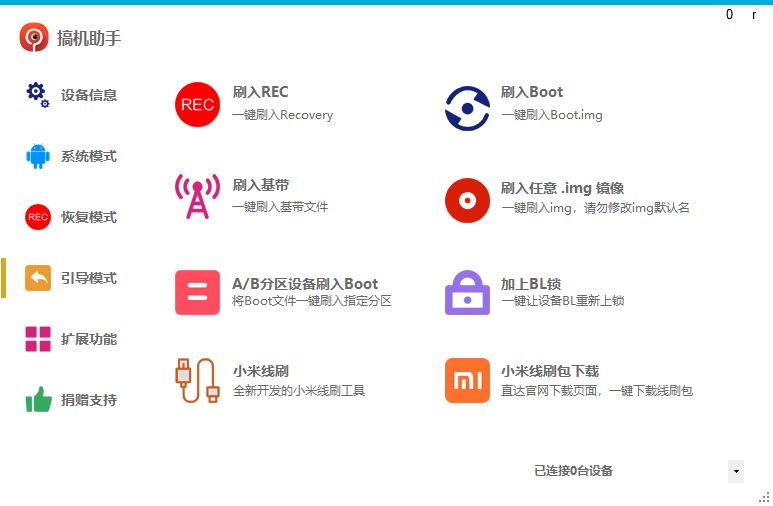 0 r
搞机助手
设备信息
系统模式
REC
恢复模式
引导模式
扩展功能
捐赠支持
REC
刷入REC
一键刷入Recovery
刷入Boot
一键刷入Boot.img
刷入基带
一键刷入基带文件
刷入任意 .img 镜像
一键刷入img，请勿修改img默认名
A/B分区设备刷入Boot
将Boot文件一键刷入指定分区
加上BL锁
一键让设备BL重新上锁
小米线刷
全新开发的小米线刷工具
小米线刷包下载
直达官网下载页面，一键下载线刷包
已连接0台设备